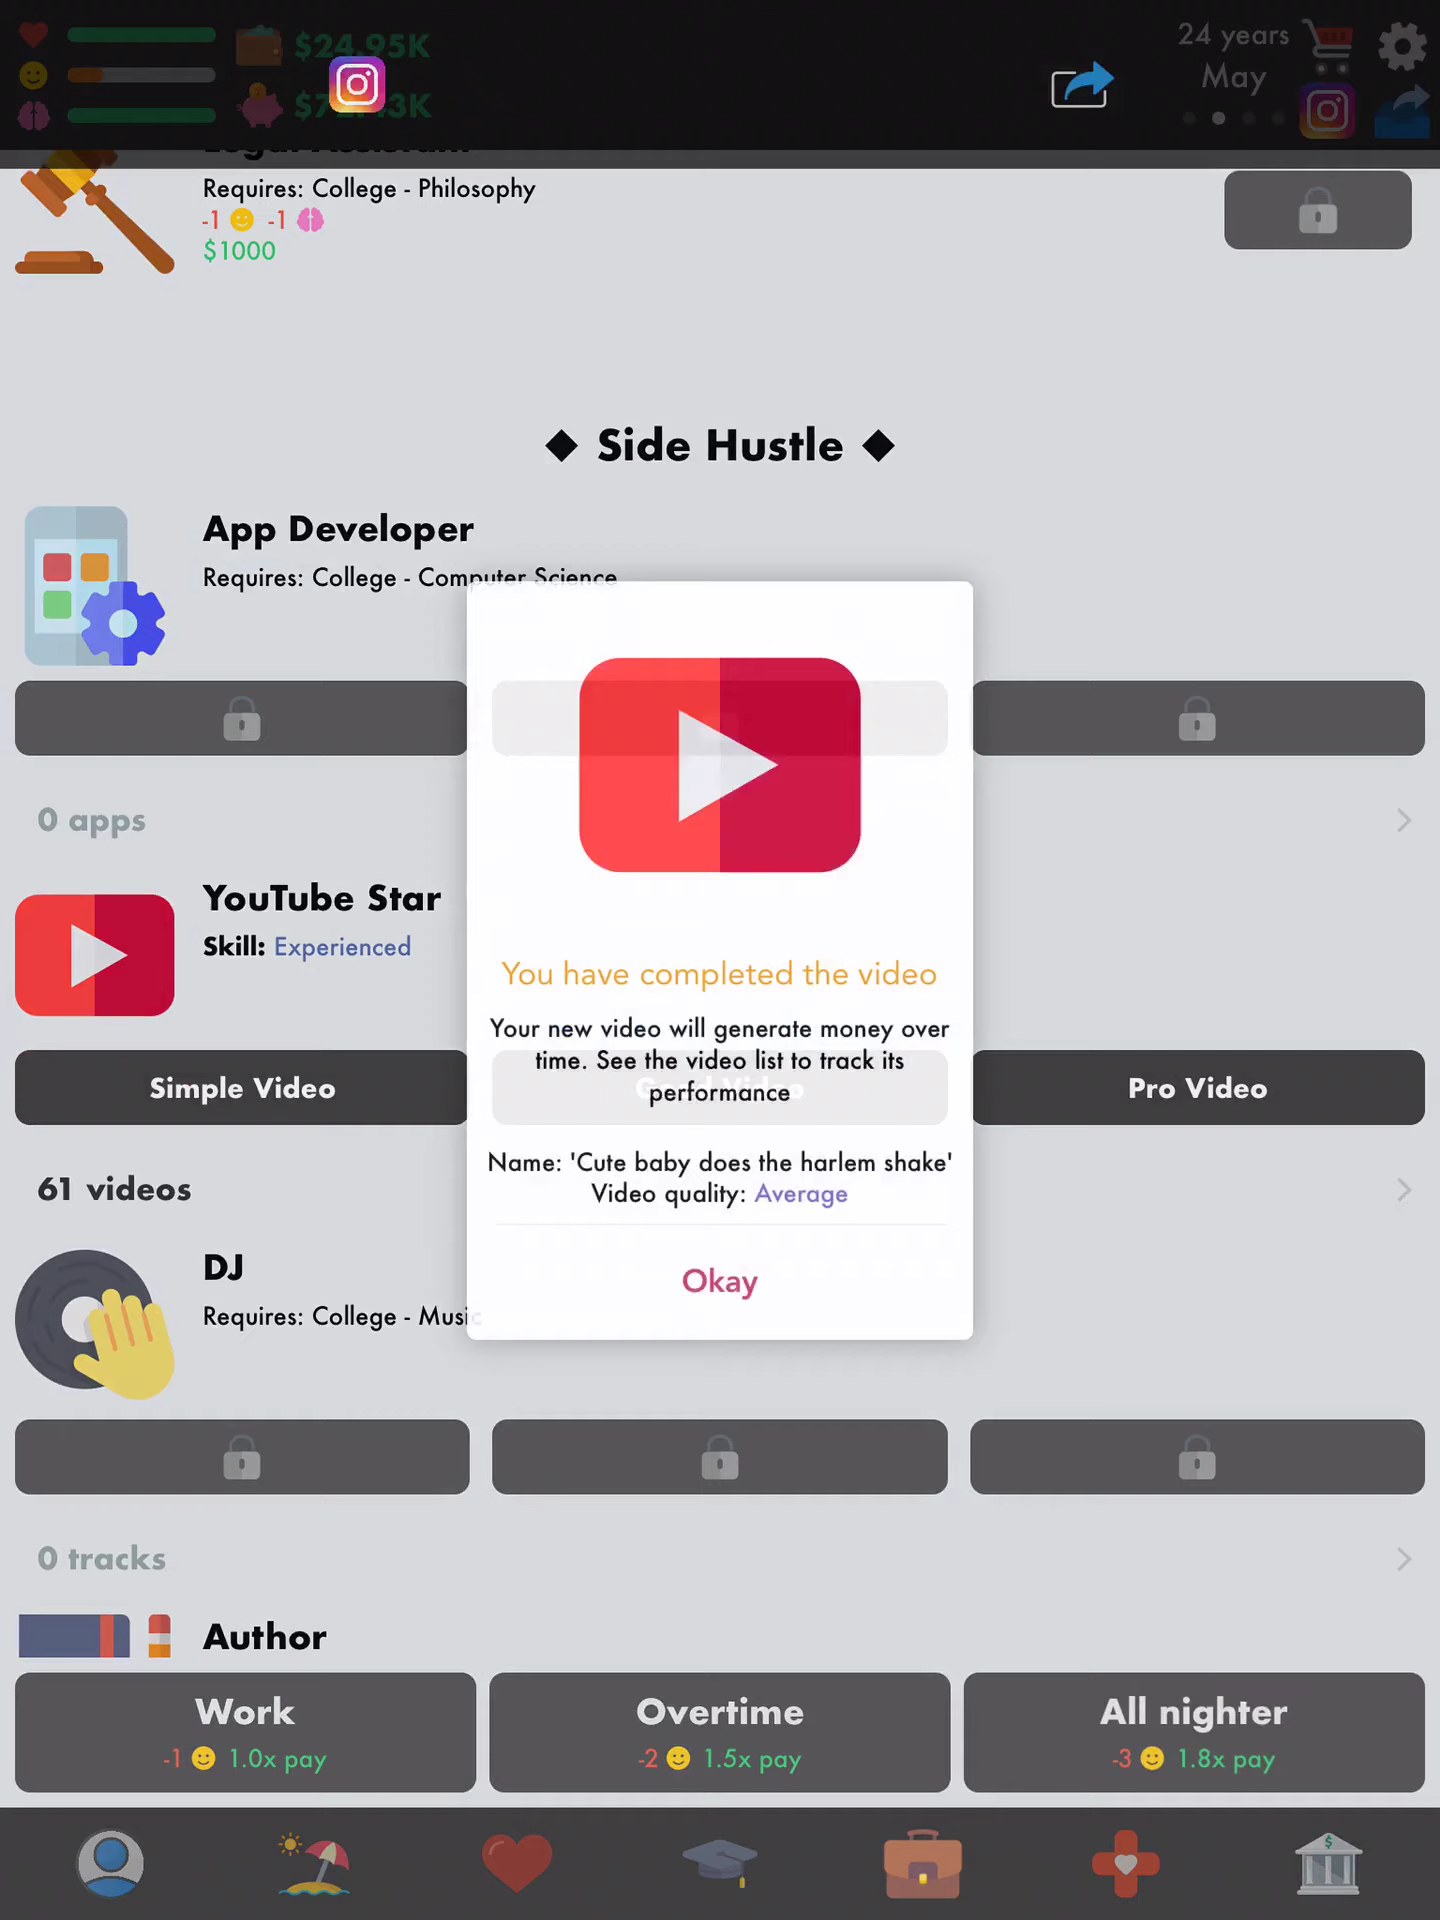 $24.95K
24 years
May
Requires: College - Philosophy
-1 -1
$1000
Side Hustle
App Developer
Requires: College - Computer Science
0 apps
YouTube Star
Skill: Experienced
You have completed the video
Your new video will generate money over
time. See the video list to track its
performance
Simple Video
Good Video
Pro Video
Name: 'Cute baby does the harlem shake'
Video quality: Average
61 videos
Okay
DJ
Requires: College - Music
0 tracks
Author
Work
-1 1.0x pay
Overtime
-2 1.5x pay
All nighter
-3 1.8x pay